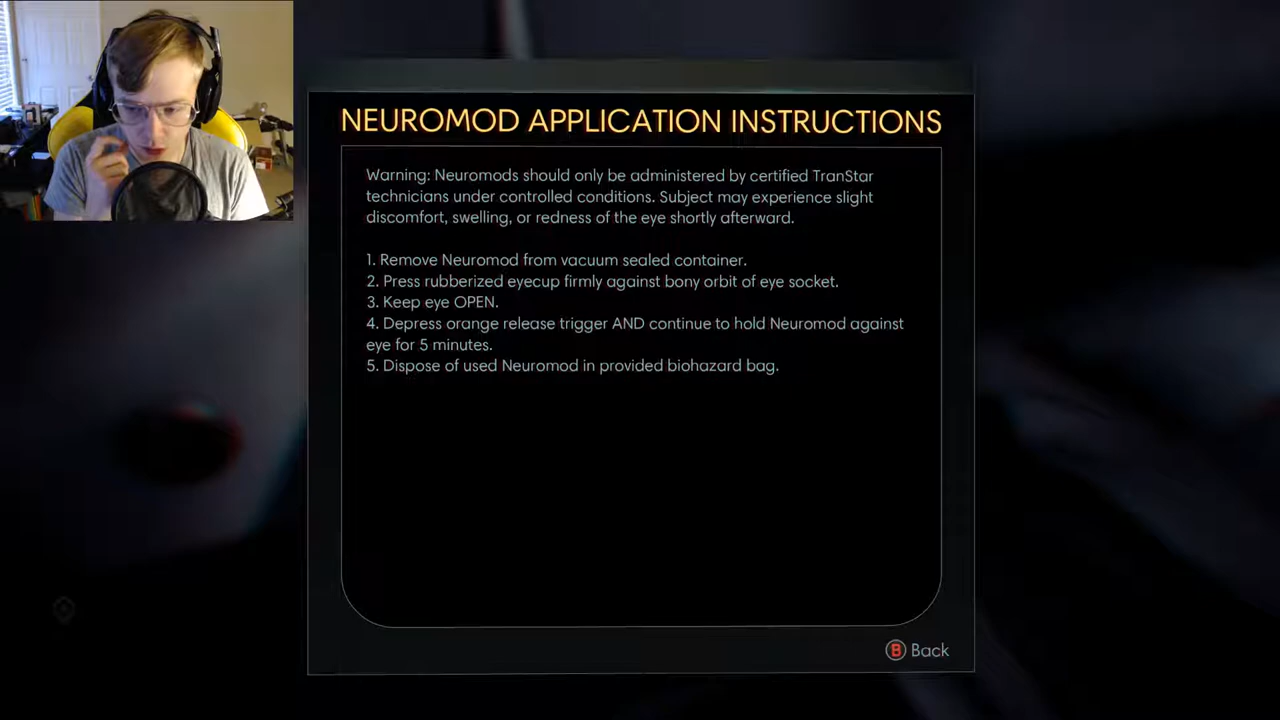 NEUROMOD APPLICATION INSTRUCTIONS
Warning: Neuromods should only be administered by certified TranStar
technicians under controlled conditions. Subject may experience slight
discomfort, swelling, or redness of the eye shortly afterward.
1. Remove Neuromod from vacuum sealed container.
2. Press rubberized eyecup firmly against bony orbit of eye socket.
3. Keep eye OPEN.
4. Depress orange release trigger AND continue to hold Neuromod against
eye for 5 minutes.
5. Dispose of used Neuromod in provided biohazard bag.
B Back